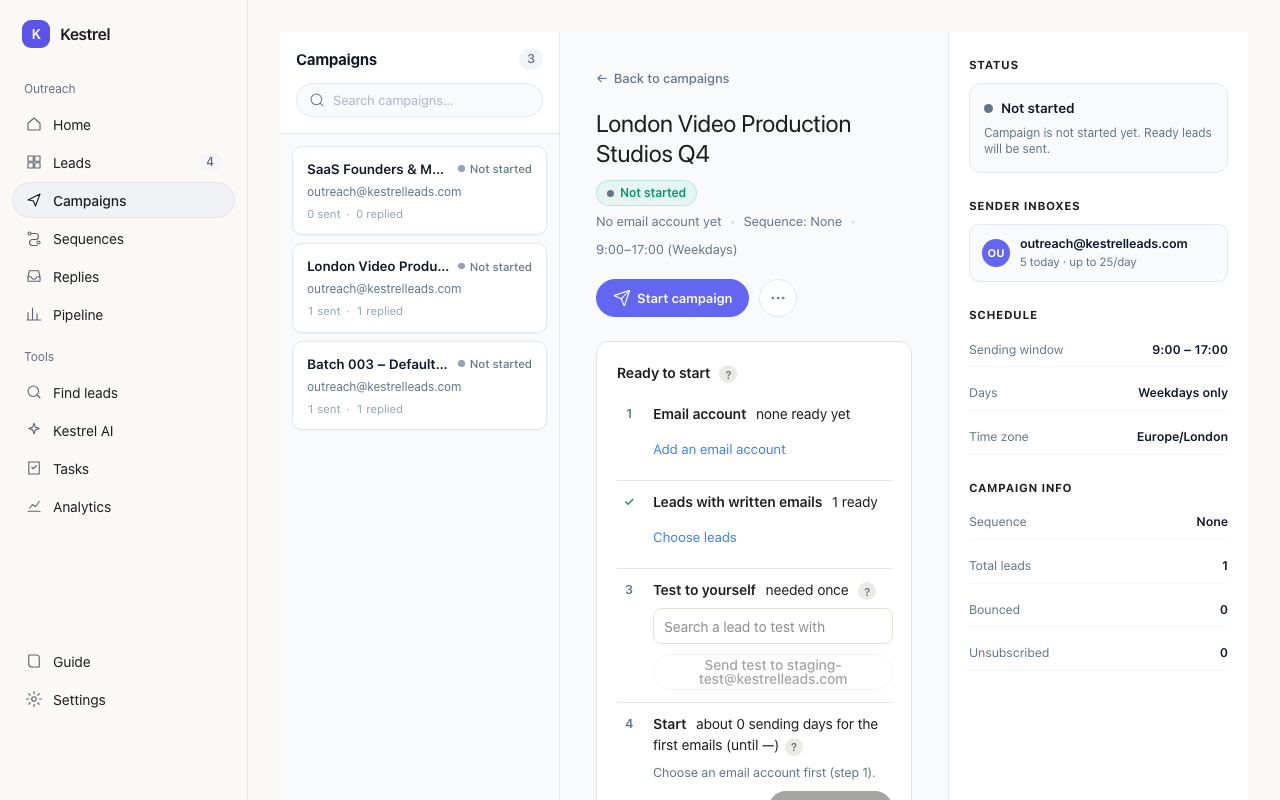 K Kestrel
Outreach
Home
Leads 4
Campaigns
Sequences
Replies
Pipeline
Tools
Find leads
Kestrel AI
Tasks
Analytics
Guide
Settings
Campaigns 3
Search campaigns...
SaaS Founders & M... Not started
outreach@kestrelleads.com
0 sent · 0 replied
London Video Produ... Not started
outreach@kestrelleads.com
1 sent · 1 replied
Batch 003 – Default... Not started
outreach@kestrelleads.com
1 sent · 1 replied
← Back to campaigns
London Video Production
Studios Q4
Not started
No email account yet · Sequence: None ·
9:00–17:00 (Weekdays)
Start campaign ...
Ready to start ?
1 Email account none ready yet
Add an email account
Leads with written emails 1 ready
Choose leads
3 Test to yourself needed once ?
Search a lead to test with
Send test to staging-
test@kestrelleads.com
4 Start about 0 sending days for the
first emails (until —) ?
Choose an email account first (step 1).
STATUS
Not started
Campaign is not started yet. Ready leads
will be sent.
SENDER INBOXES
OU outreach@kestrelleads.com
5 today · up to 25/day
SCHEDULE
Sending window 9:00 – 17:00
Days Weekdays only
Time zone Europe/London
CAMPAIGN INFO
Sequence None
Total leads 1
Bounced 0
Unsubscribed 0